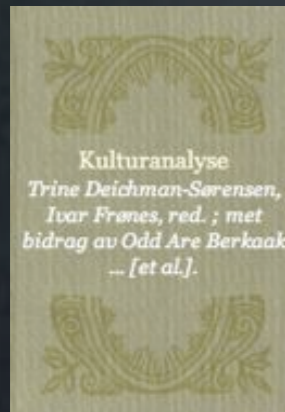 Kulturanalyse
Trine Deichman-Sørensen,
Ivar Frønes, red. ; met
bidrag av Odd Are Berkaak
... [et al.].